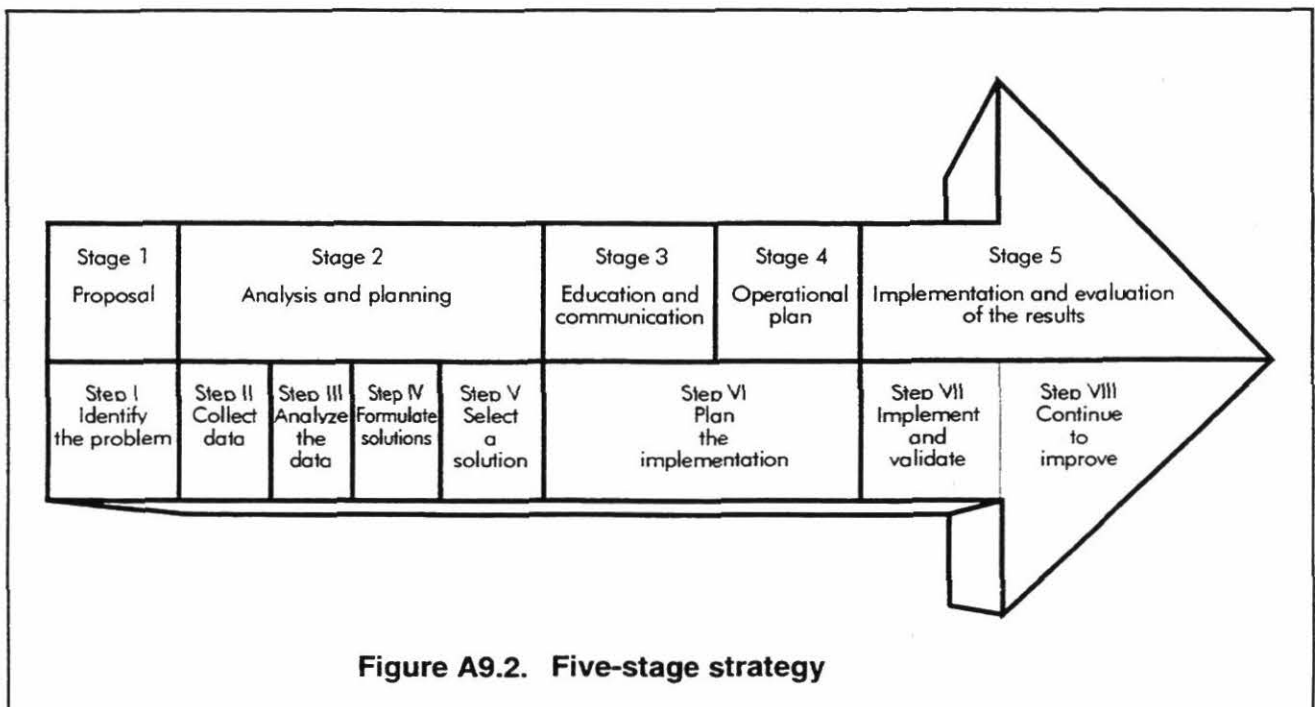 Stage 1
Proposal
Stage 2
Analysis and planning
Stage 3
Education and
communication
Stage 4
Operational
plan
Stage 5
Implementation and evaluation
of the results
Step I
Identify
the problem
Step II
Collect
data
Step III
Analyze
the
data
Step IV
Formulate
solutions
Step V
Select
a
solution
Step VI
Plan
the
implementation
Step VII
Implement
and
validate
Step VIII
Continue
to
improve
Figure A9.2. Five-stage strategy